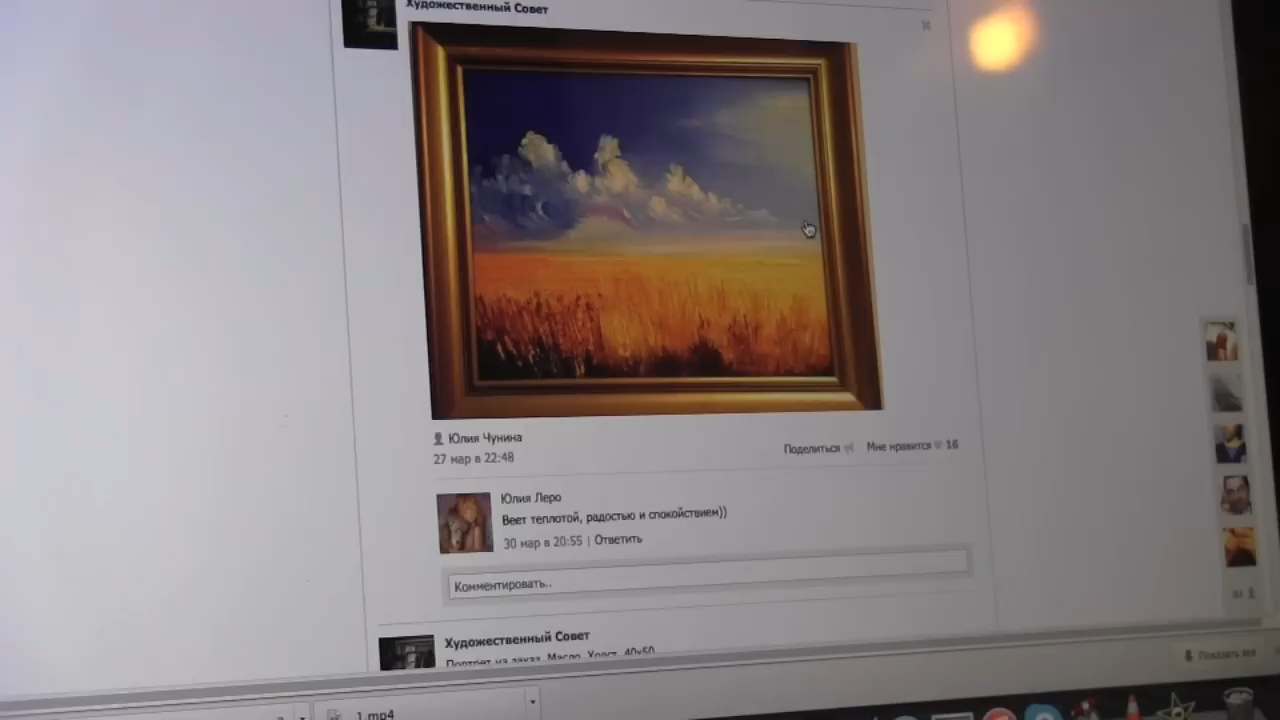 Художественный Совет
Юлия Чунина
27 мар в 22:48
Поделиться Мне нравится 16
Юлия Леро
Веет теплотой, радостью и спокойствием))
30 мар в 20:55 | Ответить
Комментировать..
Художественный Совет
Портрет на заказ. Масло. Холст. 40х50
Показать все
1.mp4